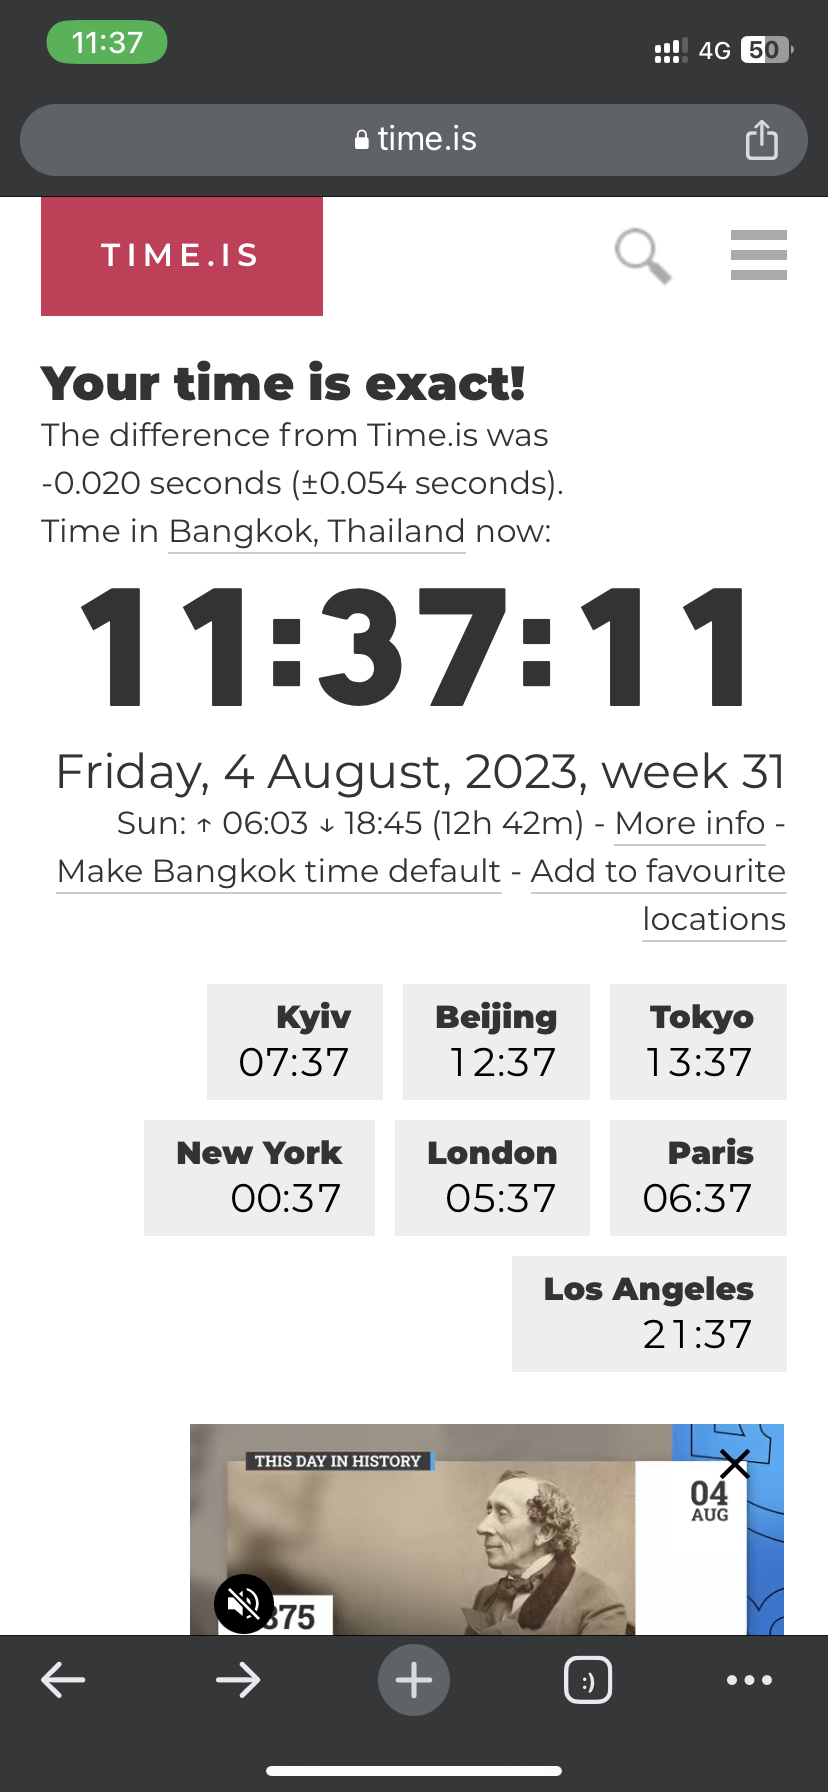 11:37
4G 50
time.is
TIME.IS
Your time is exact!
The difference from Time.is was
-0.020 seconds (±0.054 seconds).
Time in Bangkok, Thailand now:
11:37:11
Friday, 4 August, 2023, week 31
Sun: ↑ 06:03 ↓ 18:45 (12h 42m) - More info -
Make Bangkok time default - Add to favourite
locations
Kyiv
07:37
Beijing
12:37
Tokyo
13:37
New York
00:37
London
05:37
Paris
06:37
Los Angeles
21:37
THIS DAY IN HISTORY
04
AUG
:)